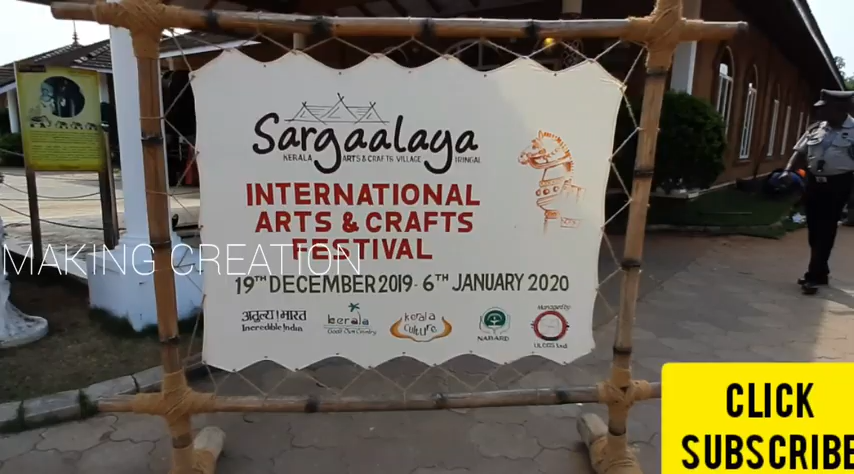 Sargaalaya
KERALA ARTS & CRAFTS VILLAGE IRINGAL
INTERNATIONAL
ARTS & CRAFTS
FESTIVAL
19TH DECEMBER 2019 - 6TH JANUARY 2020
अतुल्य ! भारत
Incredible India
kerala
God's Own Country
kerala
culture
NABARD
Managed by
ULCCS Ltd
MAKING CREATION
CLICK
SUBSCRIBE